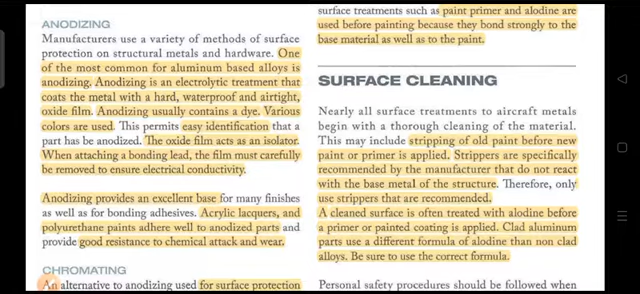 ANODIZING
Manufacturers use a variety of methods of surface
protection on structural metals and hardware. One
of the most common for aluminum based alloys is
anodizing. Anodizing is an electrolytic treatment that
coats the metal with a hard, waterproof and airtight,
oxide film. Anodizing usually contains a dye. Various
colors are used. This permits easy identification that a
part has been anodized. The oxide film acts as an isolator.
When attaching a bonding lead, the film must carefully
be removed to ensure electrical conductivity.
Anodizing provides an excellent base for many finishes
as well as for bonding adhesives. Acrylic lacquers, and
polyurethane paints adhere well to anodized parts and
provide good resistance to chemical attack and wear.
CHROMATING
An alternative to anodizing used for surface protection
surface treatments such as paint primer and alodine are
used before painting because they bond strongly to the
base material as well as to the paint.
SURFACE CLEANING
Nearly all surface treatments to aircraft metals
begin with a thorough cleaning of the material.
This may include stripping of old paint before new
paint or primer is applied. Strippers are specifically
recommended by the manufacturer that do not react
with the base metal of the structure. Therefore, only
use strippers that are recommended.
A cleaned surface is often treated with alodine before
a primer or painted coating is applied. Clad aluminum
parts use a different formula of alodine than non clad
alloys. Be sure to use the correct formula.
Personal safety procedures should be followed when